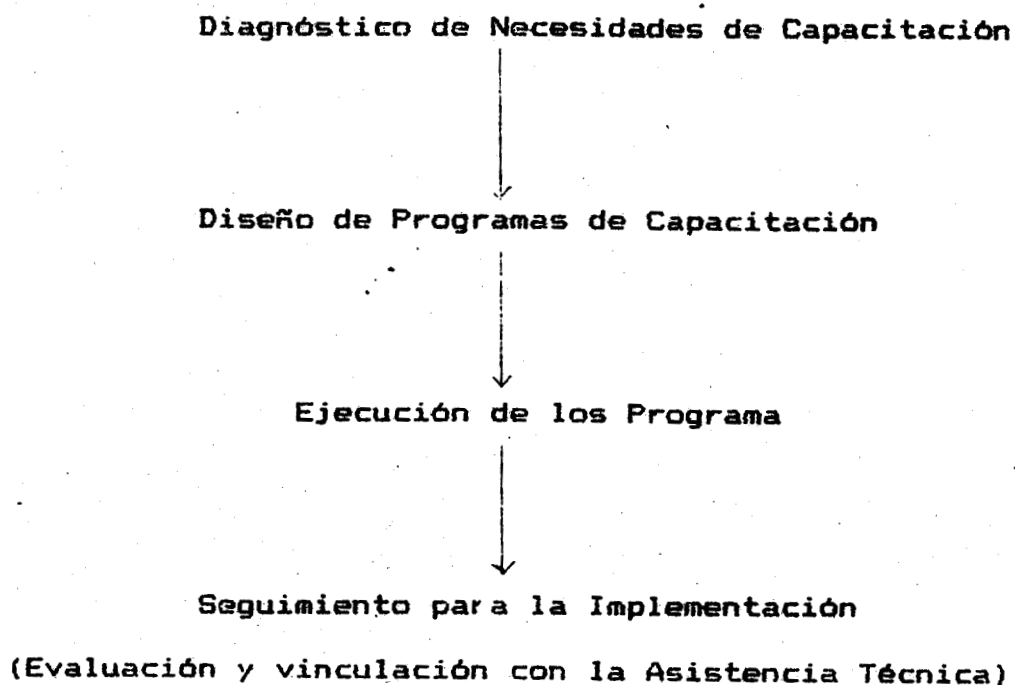 Diagnóstico de Necesidades de Capacitación
Diseño de Programas de Capacitación
Ejecución de los Programa
Seguimiento para la Implementación
(Evaluación y vinculación con la Asistencia Técnica)